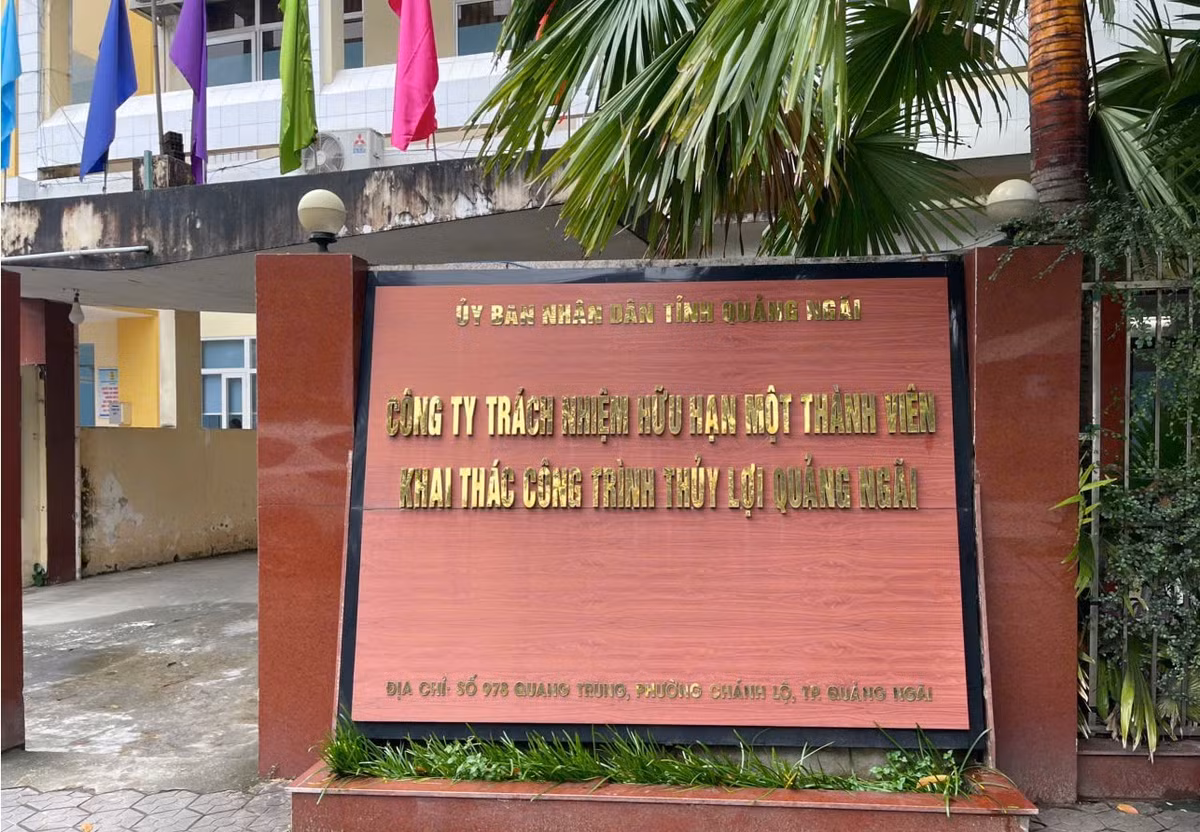 ỦY BAN NHÂN DÂN TỈNH QUẢNG NGÃI
CÔNG TY TRÁCH NHIỆM HỮU HẠN MỘT THÀNH VIÊN
KHAI THÁC CÔNG TRÌNH THỦY LỢI QUẢNG NGÃI
ĐỊA CHỈ: SỐ 978 QUANG TRUNG, PHƯỜNG CHÁNH LỘ, TP QUẢNG NGÃI